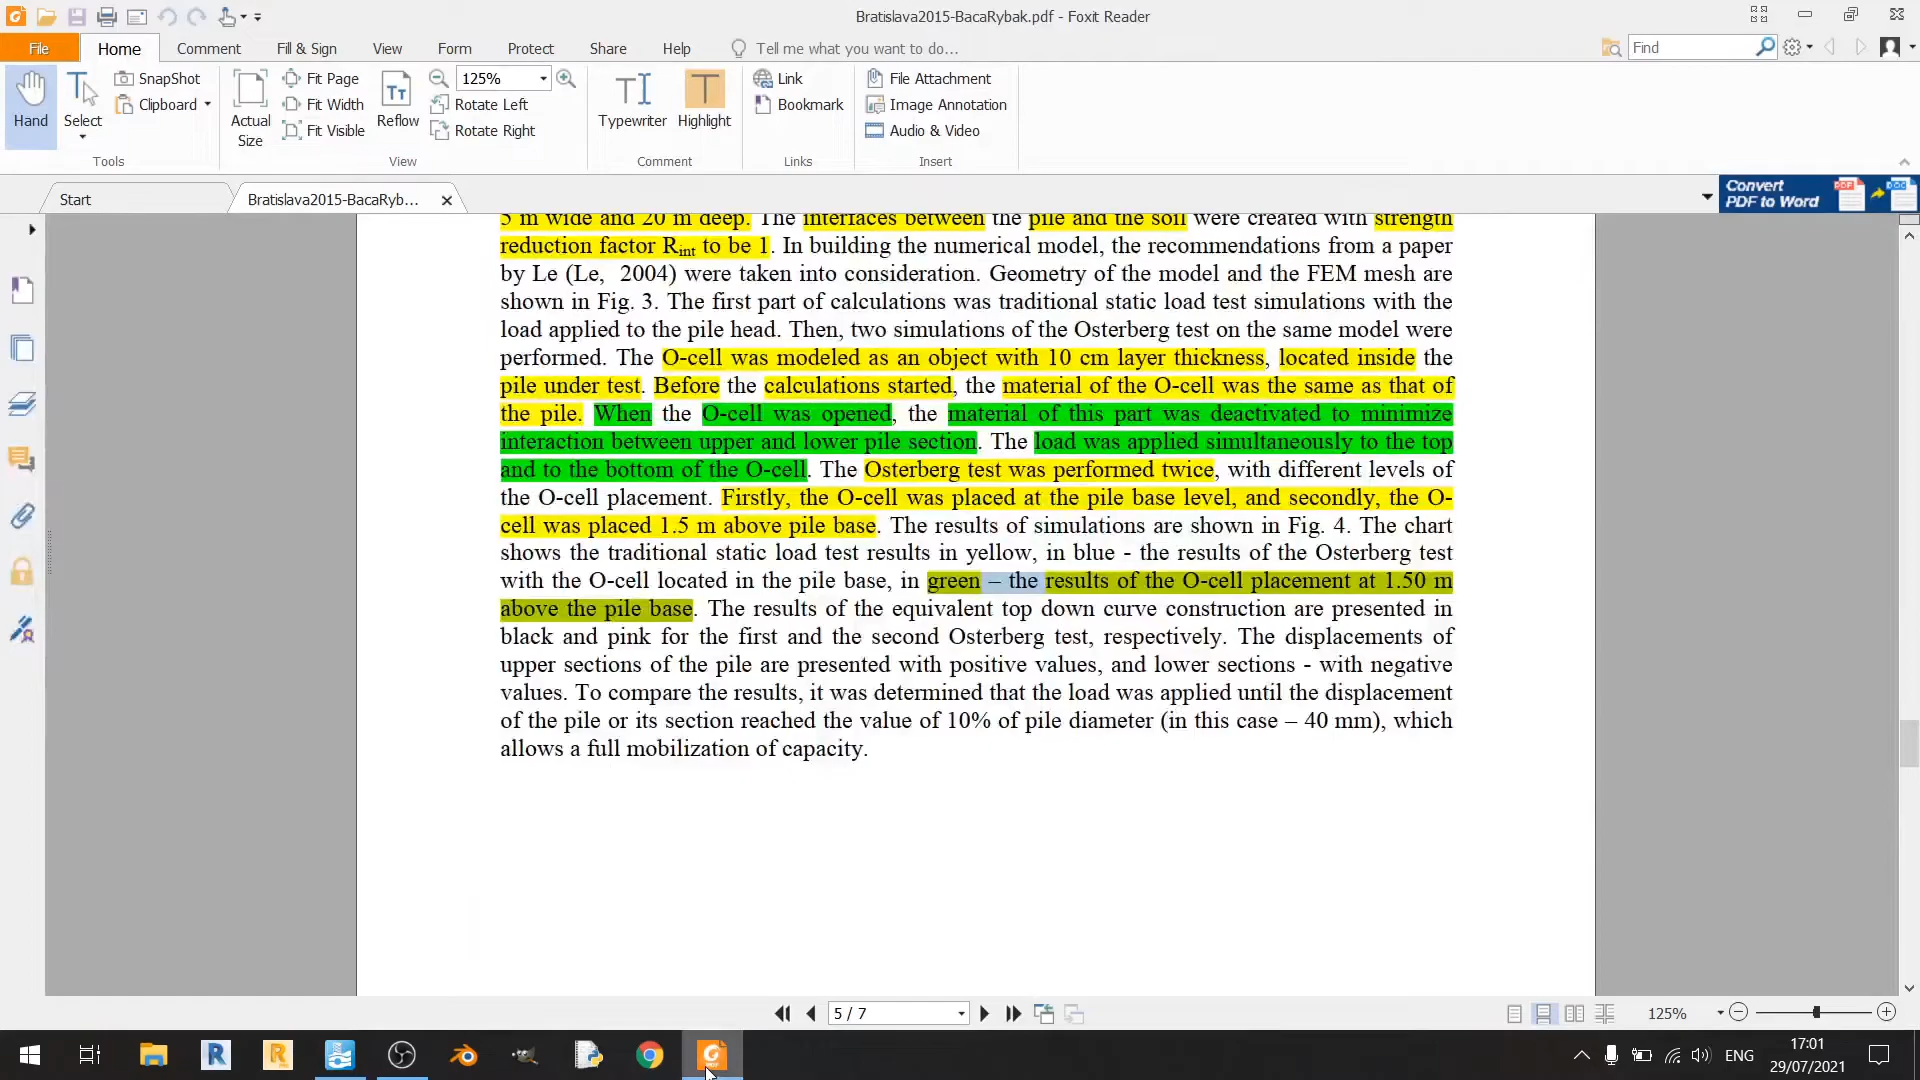 Bratislava2015-BacaRybak.pdf - Foxit Reader
File
Home
Comment
Fill & Sign
View
Form
Protect
Share
Help
Tell me what you want to do...
Find
Hand
Select
SnapShot
Clipboard
Tools
Actual
Size
Fit Page
Fit Width
Fit Visible
Reflow
125%
Rotate Left
Rotate Right
View
Typewriter
Highlight
Comment
Link
Bookmark
Links
File Attachment
Image Annotation
Audio & Video
Insert
Start
Bratislava2015-BacaRyb...
Convert
PDF to Word
PDF
DOC
5 m wide and 20 m deep. The interfaces between the pile and the soil were created with strength
reduction factor Rint to be 1. In building the numerical model, the recommendations from a paper
by Le (Le, 2004) were taken into consideration. Geometry of the model and the FEM mesh are
shown in Fig. 3. The first part of calculations was traditional static load test simulations with the
load applied to the pile head. Then, two simulations of the Osterberg test on the same model were
performed. The O-cell was modeled as an object with 10 cm layer thickness, located inside the
pile under test. Before the calculations started, the material of the O-cell was the same as that of
the pile. When the O-cell was opened, the material of this part was deactivated to minimize
interaction between upper and lower pile section. The load was applied simultaneously to the top
and to the bottom of the O-cell. The Osterberg test was performed twice, with different levels of
the O-cell placement. Firstly, the O-cell was placed at the pile base level, and secondly, the O-
cell was placed 1.5 m above pile base. The results of simulations are shown in Fig. 4. The chart
shows the traditional static load test results in yellow, in blue - the results of the Osterberg test
with the O-cell located in the pile base, in green – the results of the O-cell placement at 1.50 m
above the pile base. The results of the equivalent top down curve construction are presented in
black and pink for the first and the second Osterberg test, respectively. The displacements of
upper sections of the pile are presented with positive values, and lower sections - with negative
values. To compare the results, it was determined that the load was applied until the displacement
of the pile or its section reached the value of 10% of pile diameter (in this case – 40 mm), which
allows a full mobilization of capacity.
5 / 7
125%
ENG
17:01
29/07/2021